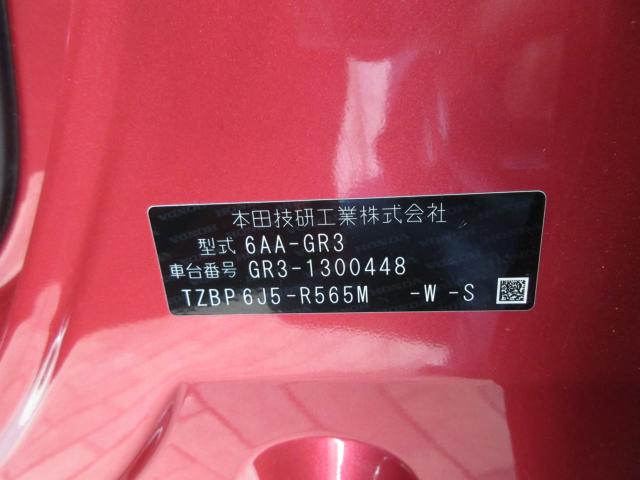 本田技研工業株式会社
型式 6AA-GR3
車台番号 GR3-1300448
TZBP6J5-R565M -W -S